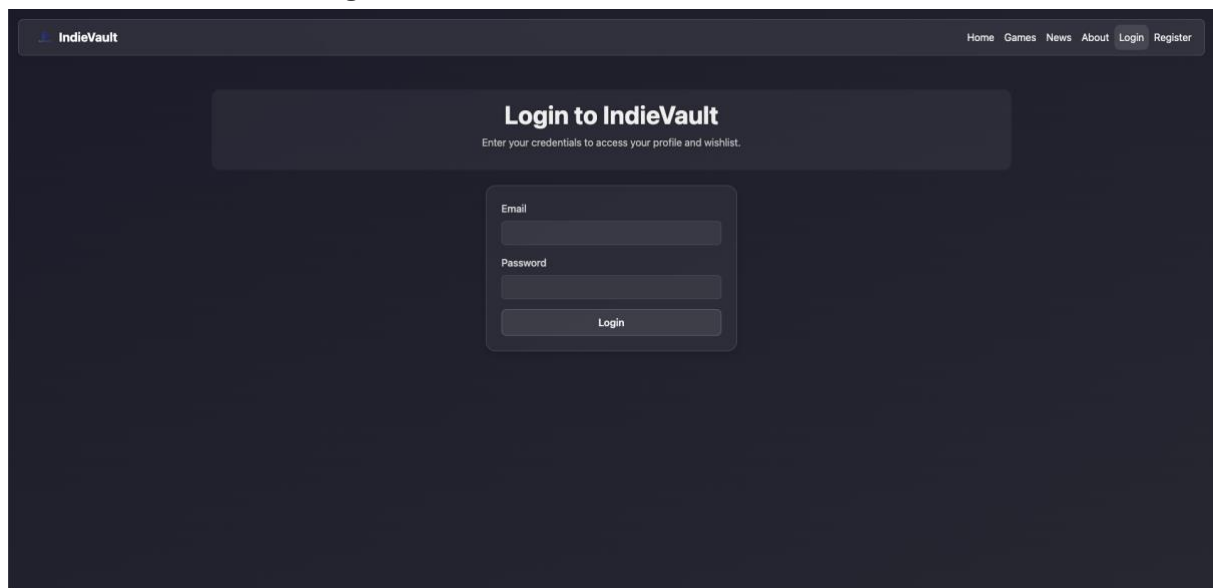 IndieVault
Home Games News About Login Register
Login to IndieVault
Enter your credentials to access your profile and wishlist.
Email
Password
Login